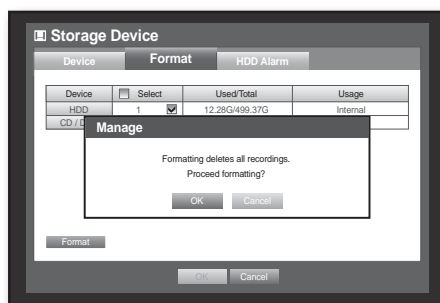 Storage Device
Device Format HDD Alarm
Device Select Used/Total Usage
HDD 1 12.28G/499.37G Internal
CD / D
Manage
Formatting deletes all recordings.
Proceed formatting?
OK Cancel
Format
OK Cancel